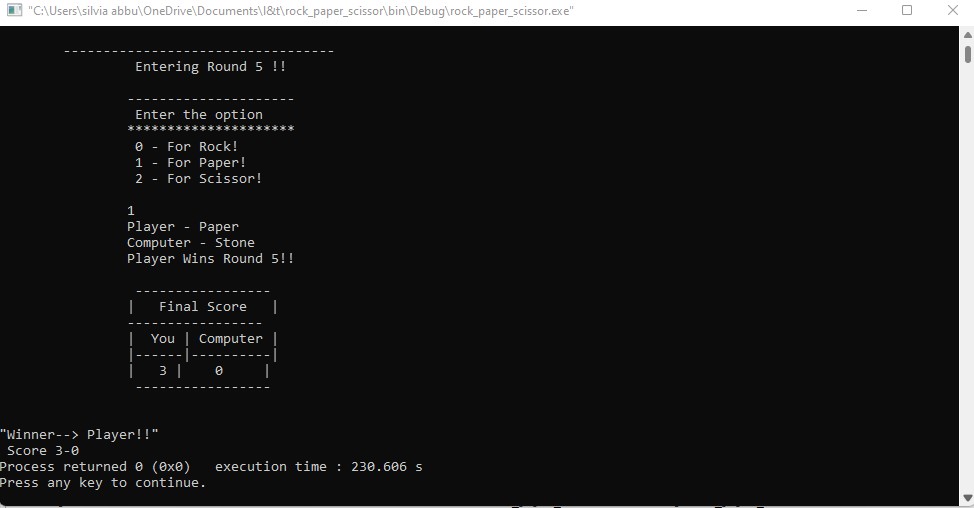 "C:\Users\silvia abbu\OneDrive\Documents\I&t\rock_paper_scissor\bin\Debug\rock_paper_scissor.exe"
----------------------------------
Entering Round 5 !!
---------------------
Enter the option
*********************
0 - For Rock!
1 - For Paper!
2 - For Scissor!
1
Player - Paper
Computer - Stone
Player Wins Round 5!!
-----------------
|   Final Score   |
-----------------
|  You | Computer |
|------|----------|
|   3 |    0     |
-----------------
"Winner--> Player!!"
Score 3-0
Process returned 0 (0x0)   execution time : 230.606 s
Press any key to continue.